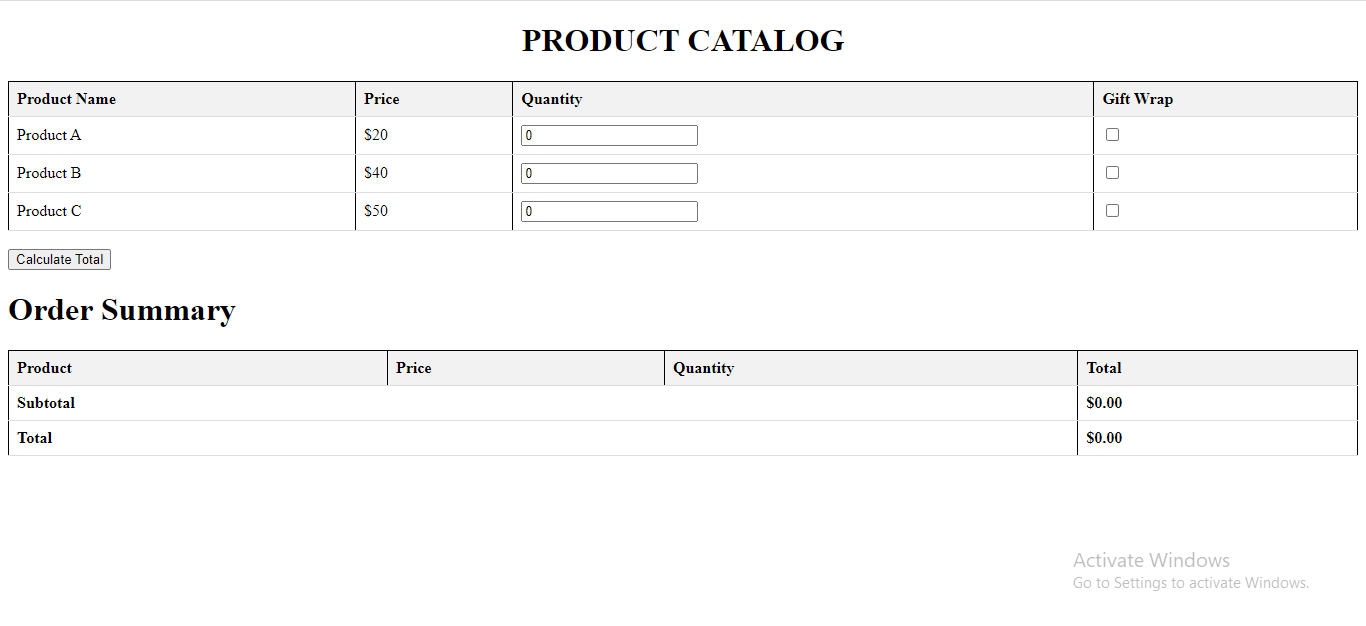 PRODUCT CATALOG
Product Name Price Quantity Gift Wrap
Product A $20 0
Product B $40 0
Product C $50 0
Calculate Total
Order Summary
Product Price Quantity Total
Subtotal $0.00
Total $0.00
Activate Windows
Go to Settings to activate Windows.